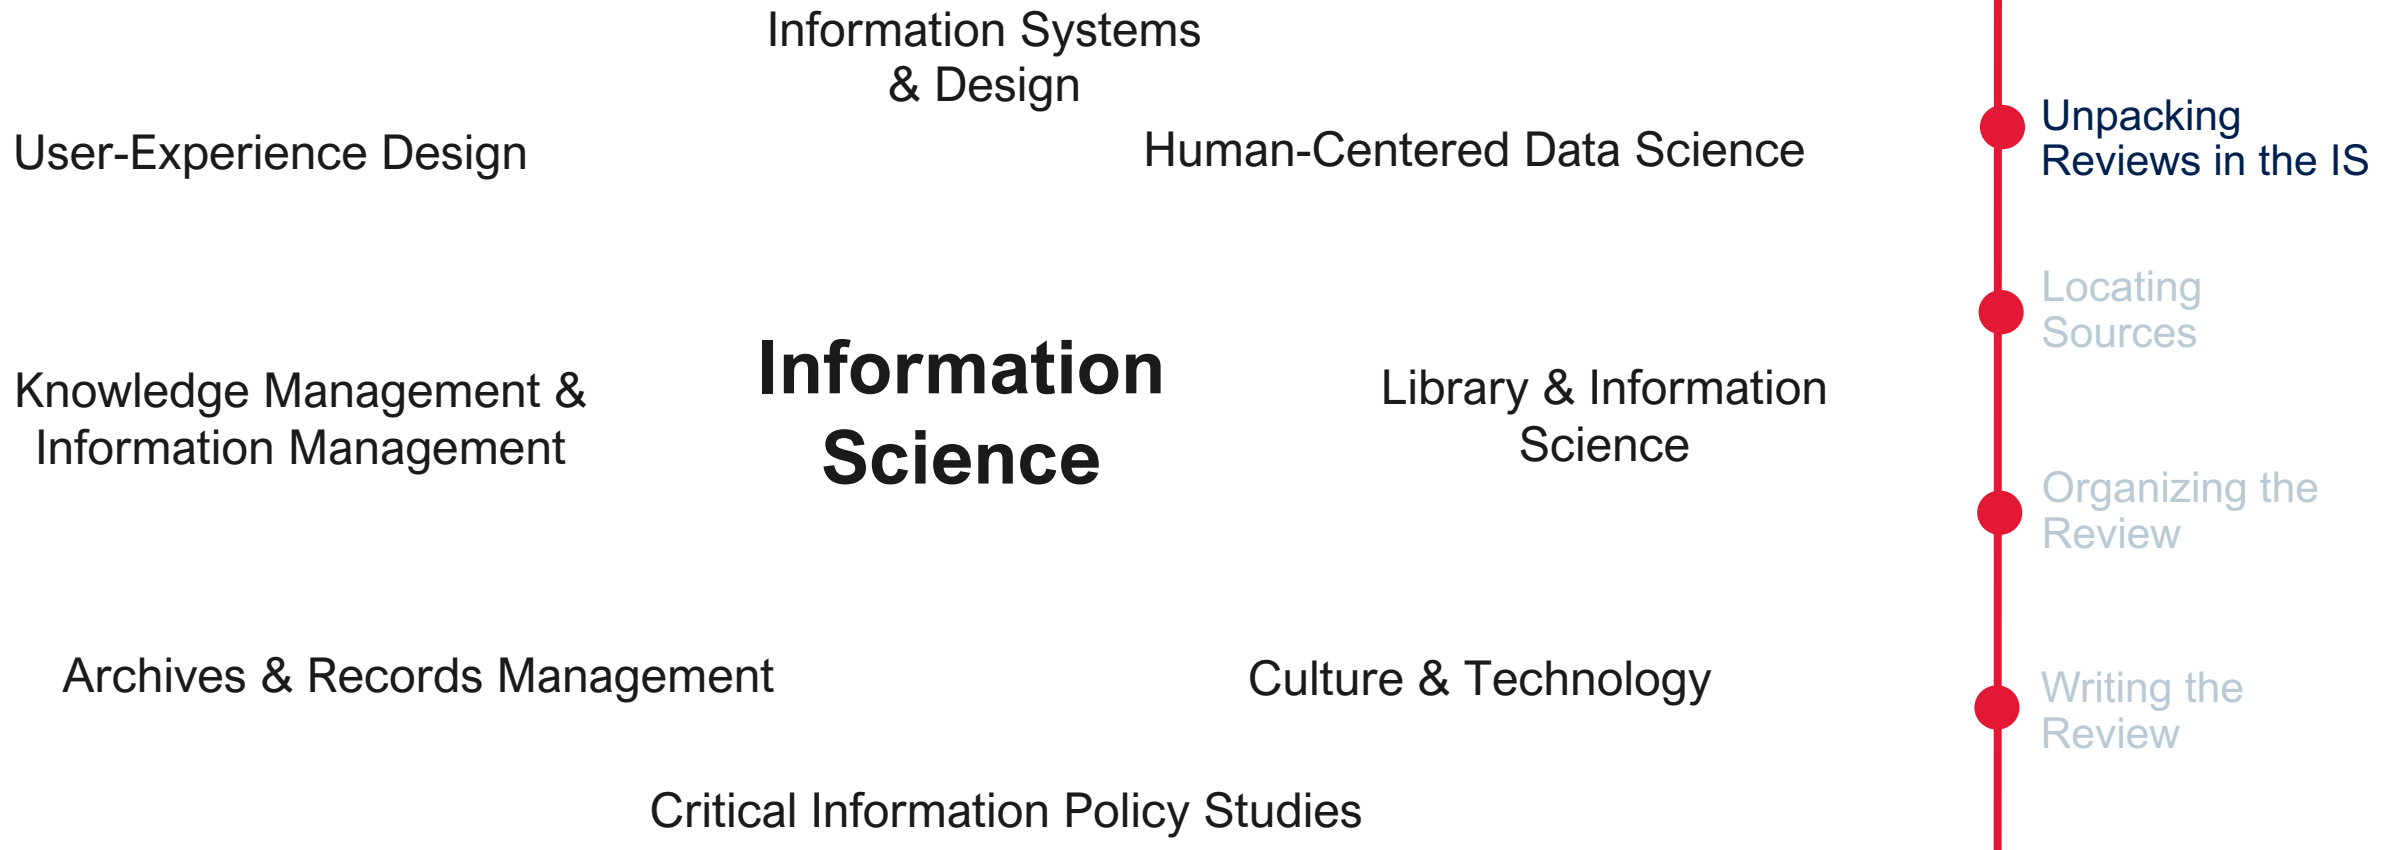 Information Systems
& Design
User-Experience Design
Human-Centered Data Science
Knowledge Management &
Information Management
Information
Science
Library & Information
Science
Archives & Records Management
Culture & Technology
Critical Information Policy Studies
Unpacking
Reviews in the IS
Locating
Sources
Organizing the
Review
Writing the
Review